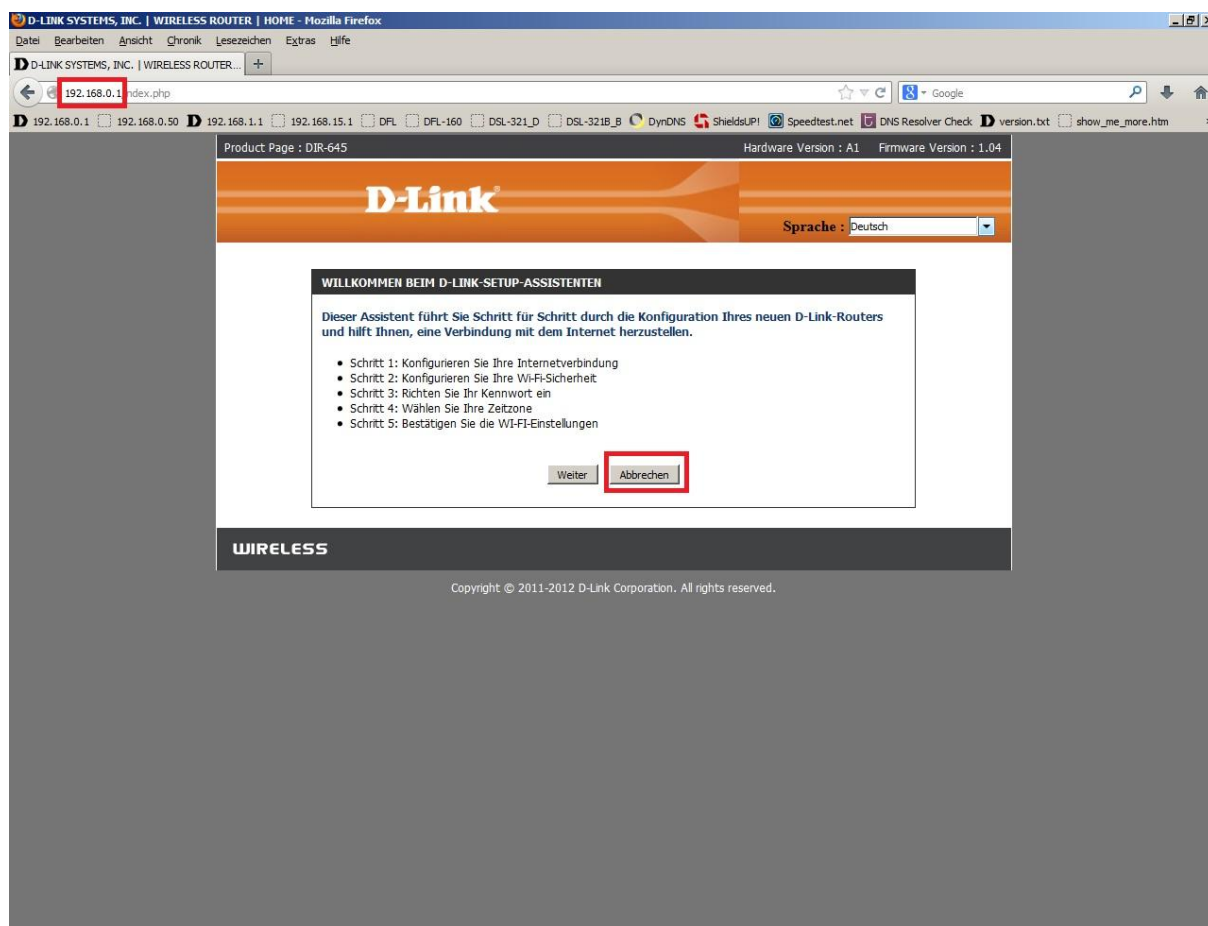 D-LINK SYSTEMS, INC. | WIRELESS ROUTER | HOME - Mozilla Firefox
Datei Bearbeiten Ansicht Chronik Lesezeichen Extras Hilfe
D-LINK SYSTEMS, INC. | WIRELESS ROUTER... +
192.168.0.1 index.php Google
192.168.0.1 192.168.0.50 192.168.1.1 192.168.15.1 DFL DFL-160 DSL-321_D DSL-321B_B DynDNS ShieldsUP! Speedtest.net DNS Resolver Check version.txt show_me_more.htm
Product Page : DIR-645 Hardware Version : A1 Firmware Version : 1.04
D-Link
Sprache : Deutsch
WILLKOMMEN BEIM D-LINK-SETUP-ASSISTENTEN
Dieser Assistent führt Sie Schritt für Schritt durch die Konfiguration Ihres neuen D-Link-Routers
und hilft Ihnen, eine Verbindung mit dem Internet herzustellen.
• Schritt 1: Konfigurieren Sie Ihre Internetverbindung
• Schritt 2: Konfigurieren Sie Ihre Wi-Fi-Sicherheit
• Schritt 3: Richten Sie Ihr Kennwort ein
• Schritt 4: Wählen Sie Ihre Zeitzone
• Schritt 5: Bestätigen Sie die WI-FI-Einstellungen
Weiter Abbrechen
WIRELESS
Copyright © 2011-2012 D-Link Corporation. All rights reserved.